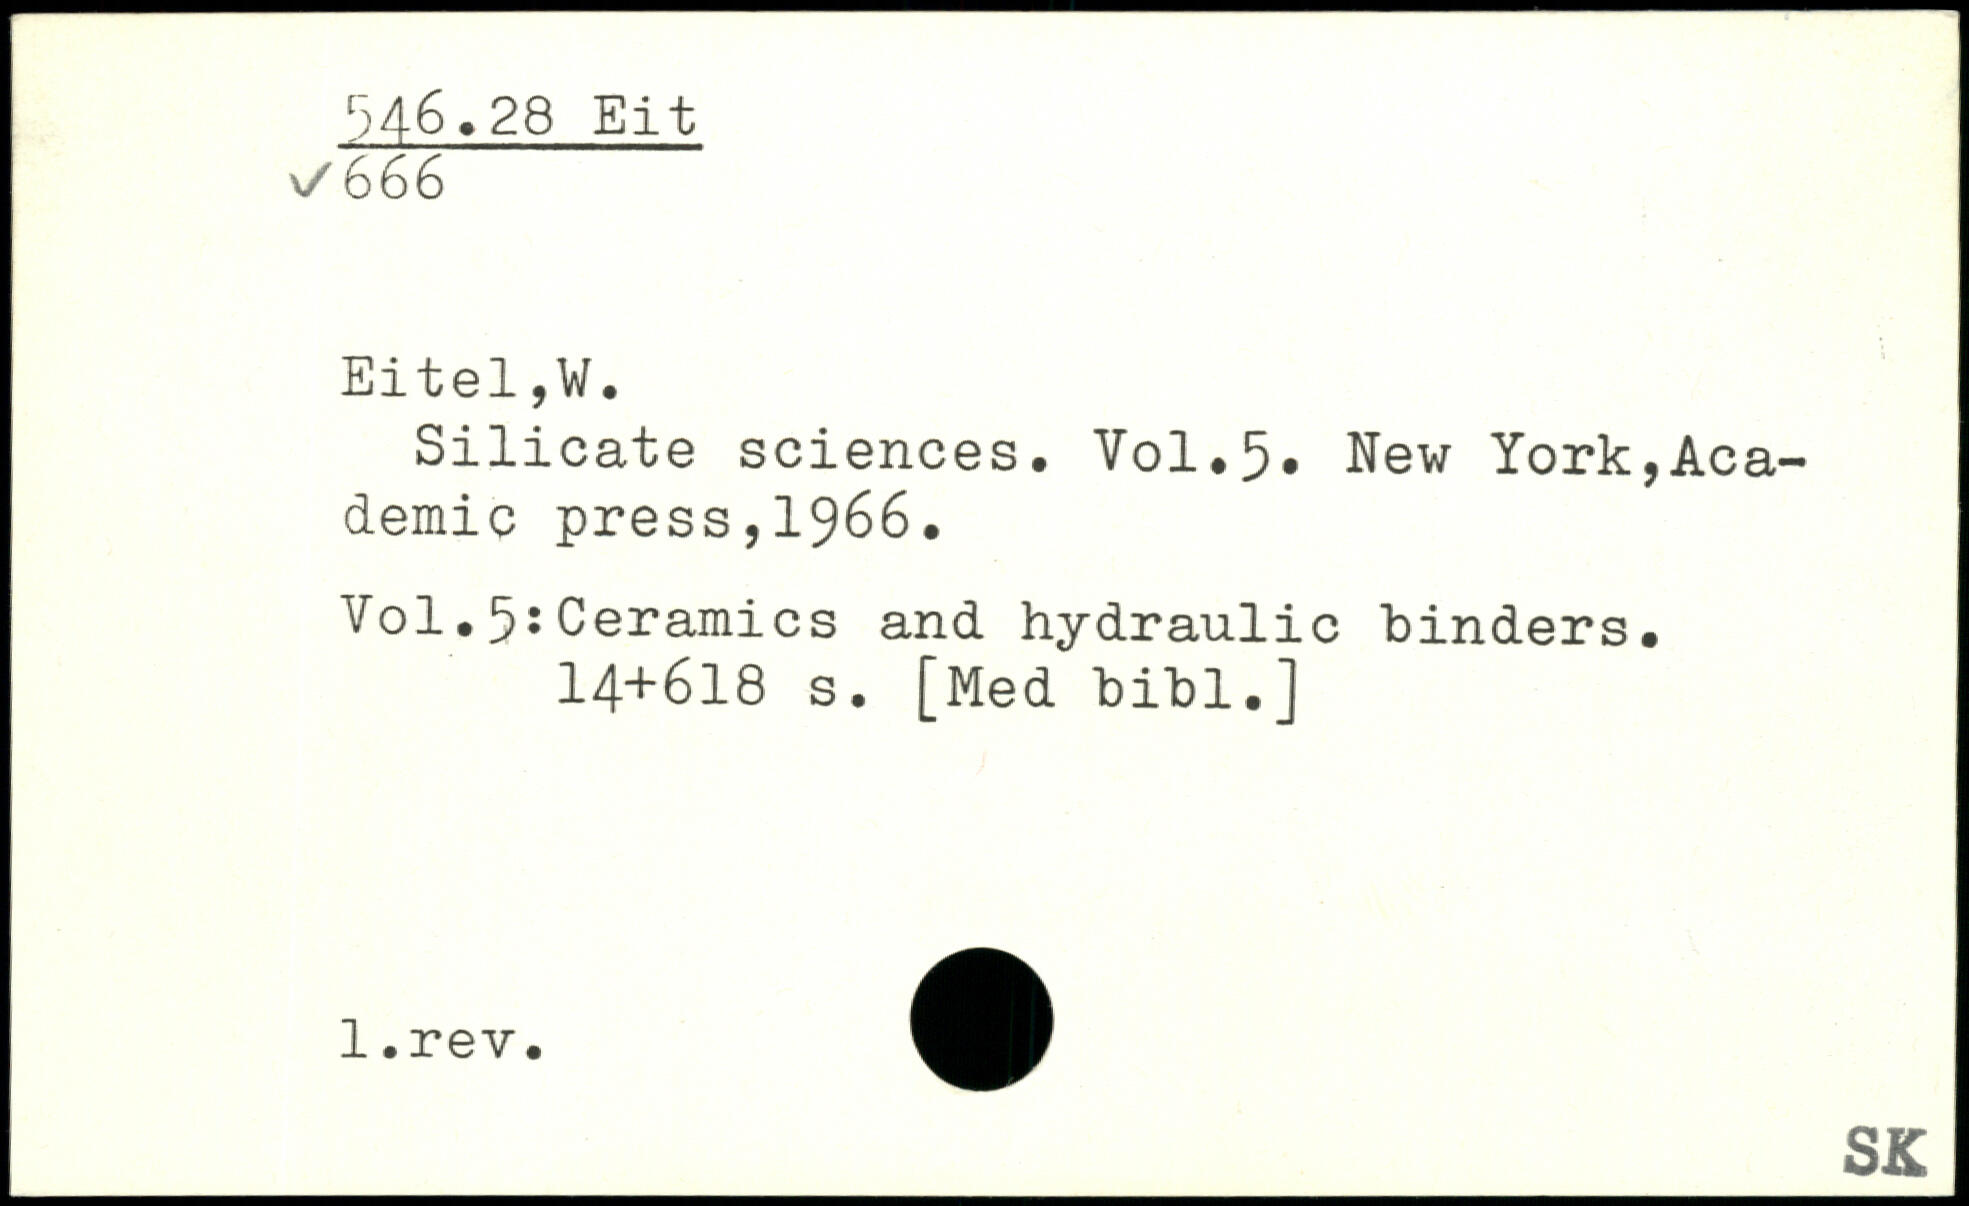 546.28 Eit
✓666
Eitel,W.
Silicate sciences. Vol.5. New York,Aca-
demic press,1966.
Vol.5:Ceramics and hydraulic binders.
14+618 s. [Med bibl.]
1.rev.
SK